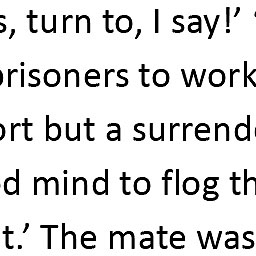 s, turn to, I say!’ ‘
prisoners to work
ort but a surrende
d mind to flog th
t.’ The mate was